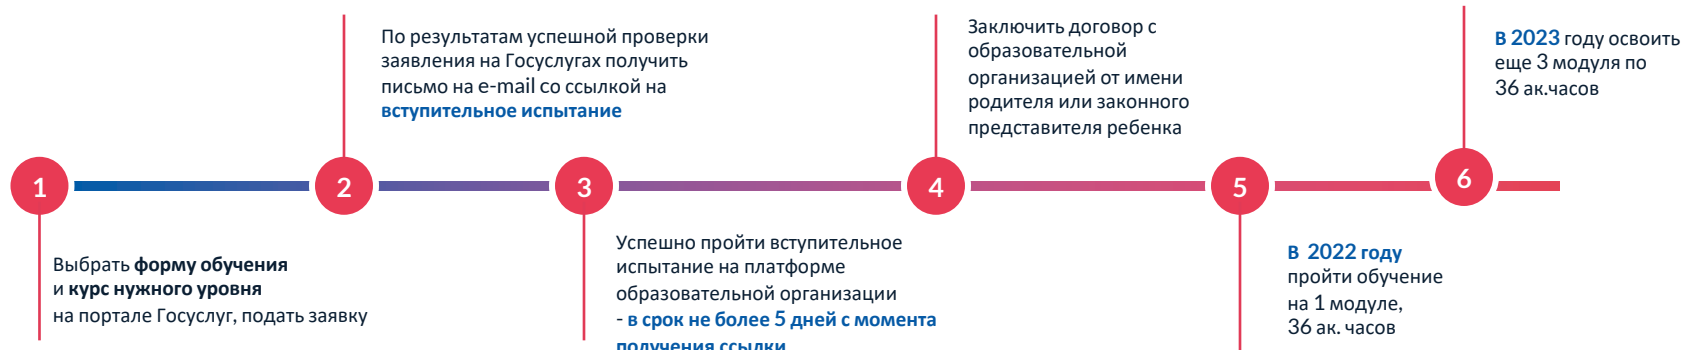 1
Выбрать форму обучения
и курс нужного уровня
на портале Госуслуг, подать заявку
2
По результатам успешной проверки
заявления на Госуслугах получить
письмо на e-mail со ссылкой на
вступительное испытание
3
Успешно пройти вступительное
испытание на платформе
образовательной организации
- в срок не более 5 дней с момента
получения ссылки
4
Заключить договор с
образовательной
организацией от имени
родителя или законного
представителя ребенка
5
В 2022 году
пройти обучение
на 1 модуле,
36 ак. часов
6
В 2023 году освоить
еще 3 модуля по
36 ак.часов